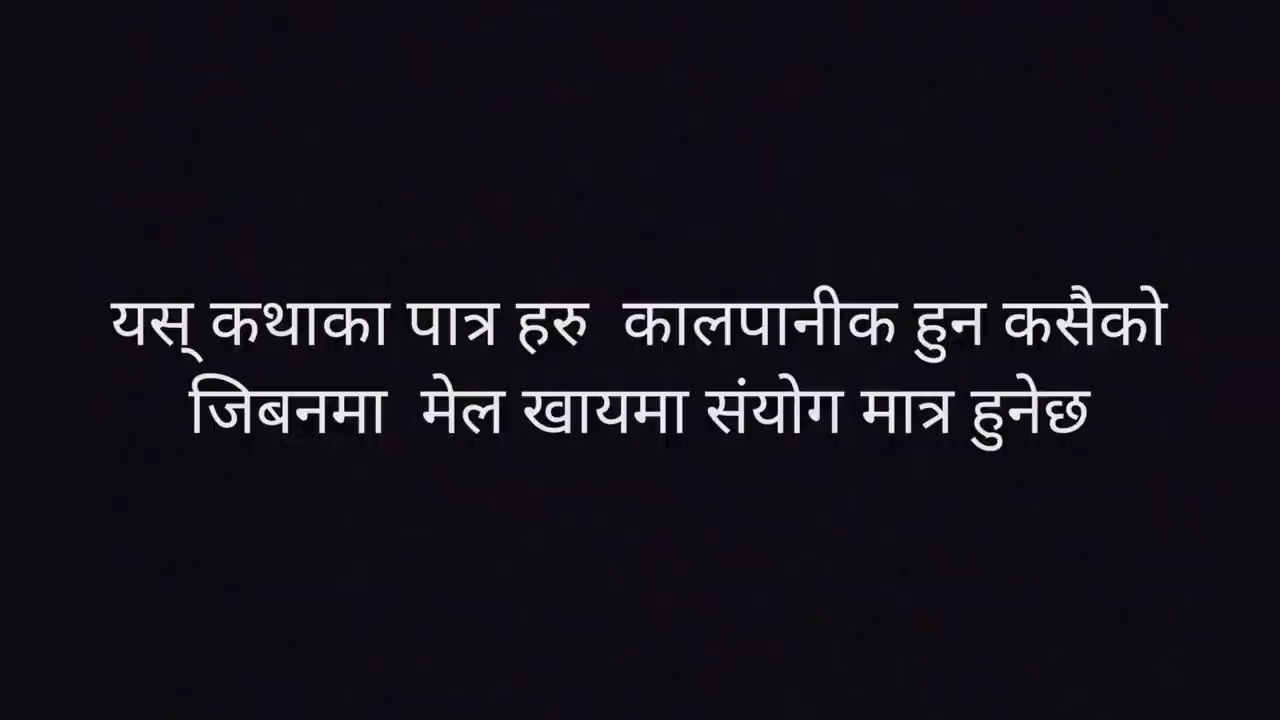 यस् कथाका पात्र हरु  कालपानीक हुन कसैको
जिबनमा  मेल खायमा संयोग मात्र हुनेछ